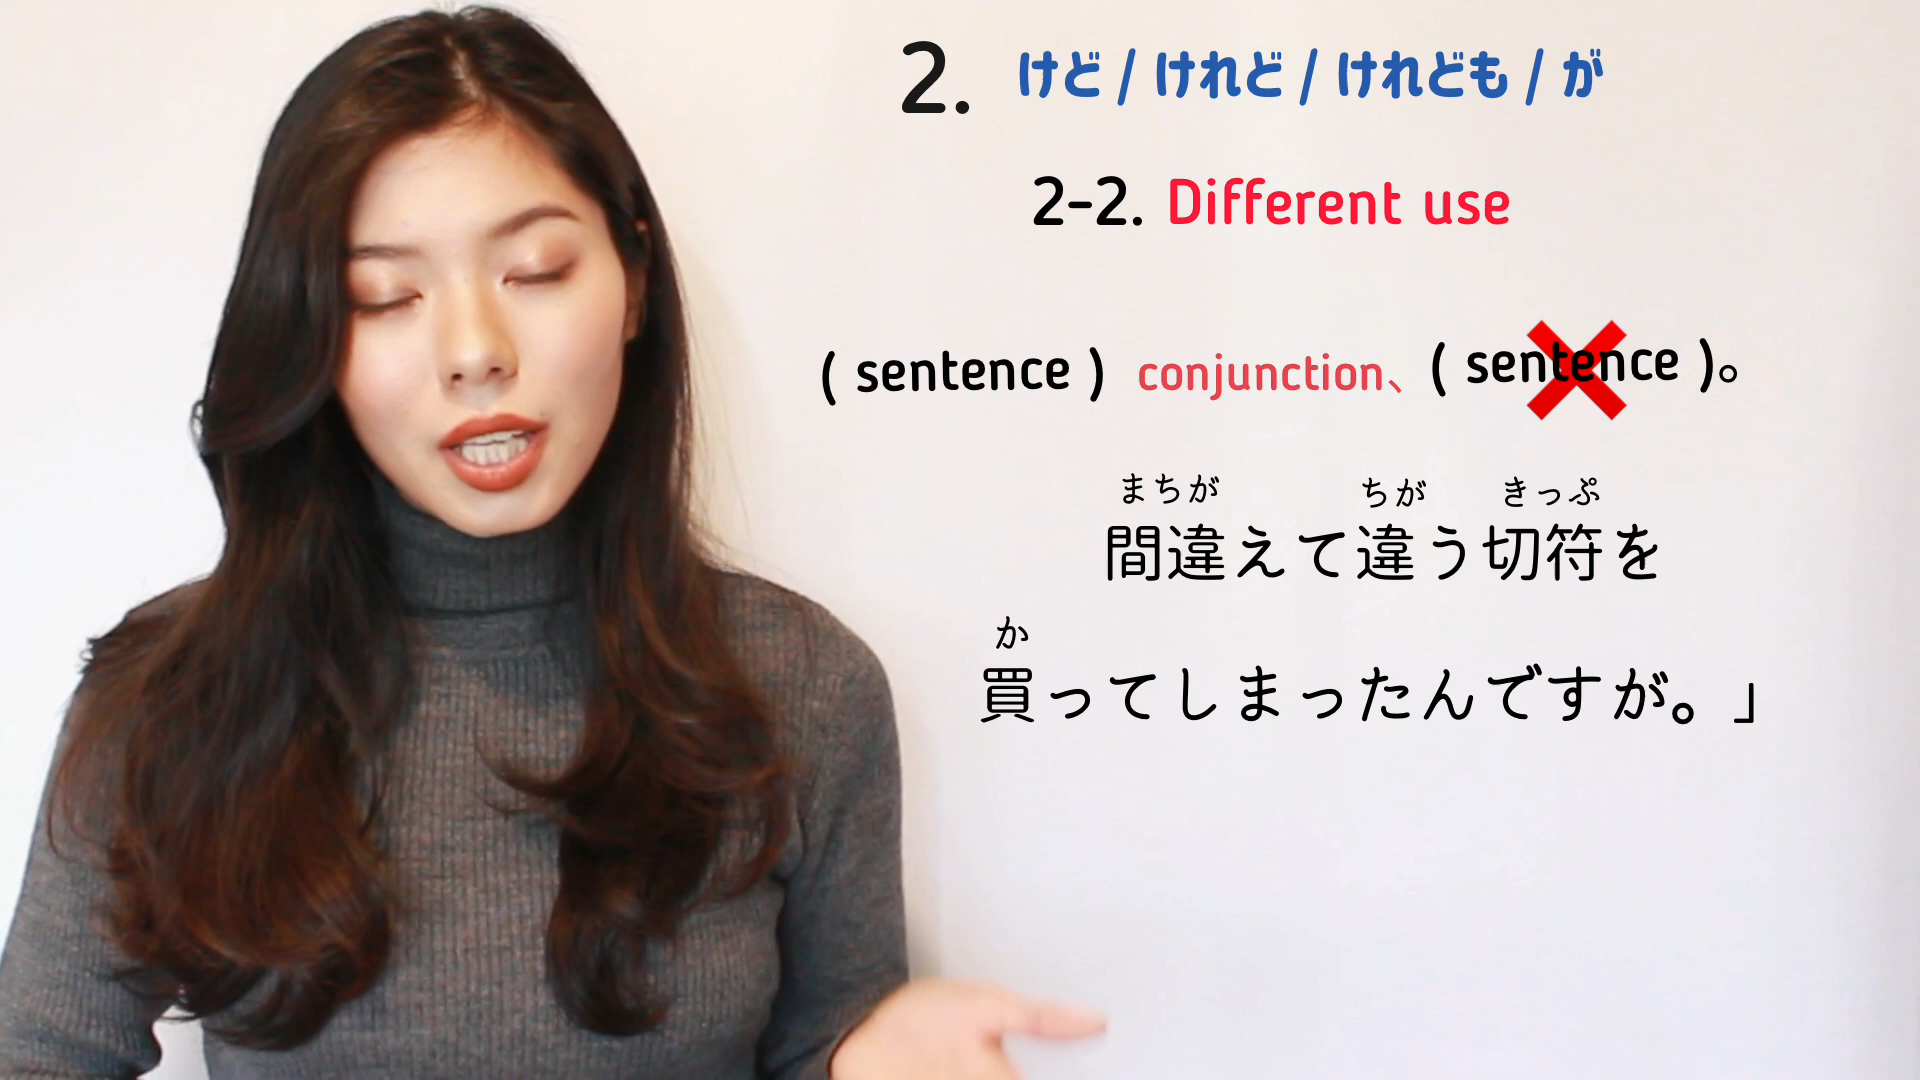 2. けど / けれど / けれども / が
2-2. Different use
( sentence ) conjunction、 ( sentence )。
まちが ちが きっぷ
間違えて違う切符を
か
買ってしまったんですが。」